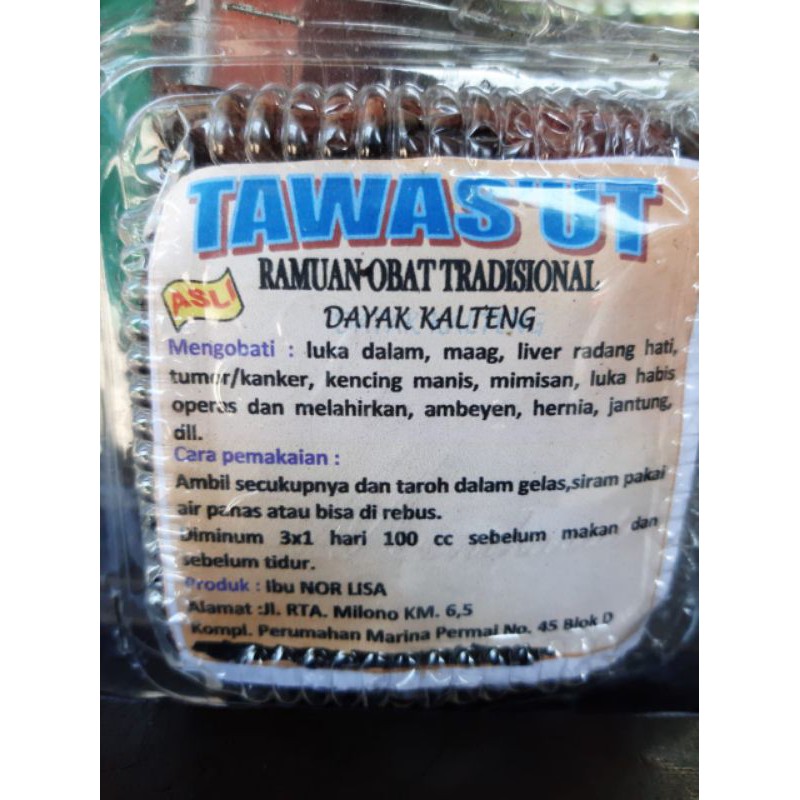 TAWAS'UT
RAMUAN OBAT TRADISIONAL
ASLI
DAYAK KALTENG
Mengobati : luka dalam, maag, liver radang hati,
tumor/kanker, kencing manis, mimisan, luka habis
operas dan melahirkan, ambeyen, hernia, jantung,
dll.
Cara pemakaian :
Ambil secukupnya dan taroh dalam gelas,siram pakai
air panas atau bisa di rebus.
Diminum 3x1 hari 100 cc sebelum makan dan
sebelum tidur.
Produk : Ibu NOR LISA
Alamat :Jl. RTA. Milono KM. 6,5
Kompl. Perumahan Marina Permai No. 45 Blok D